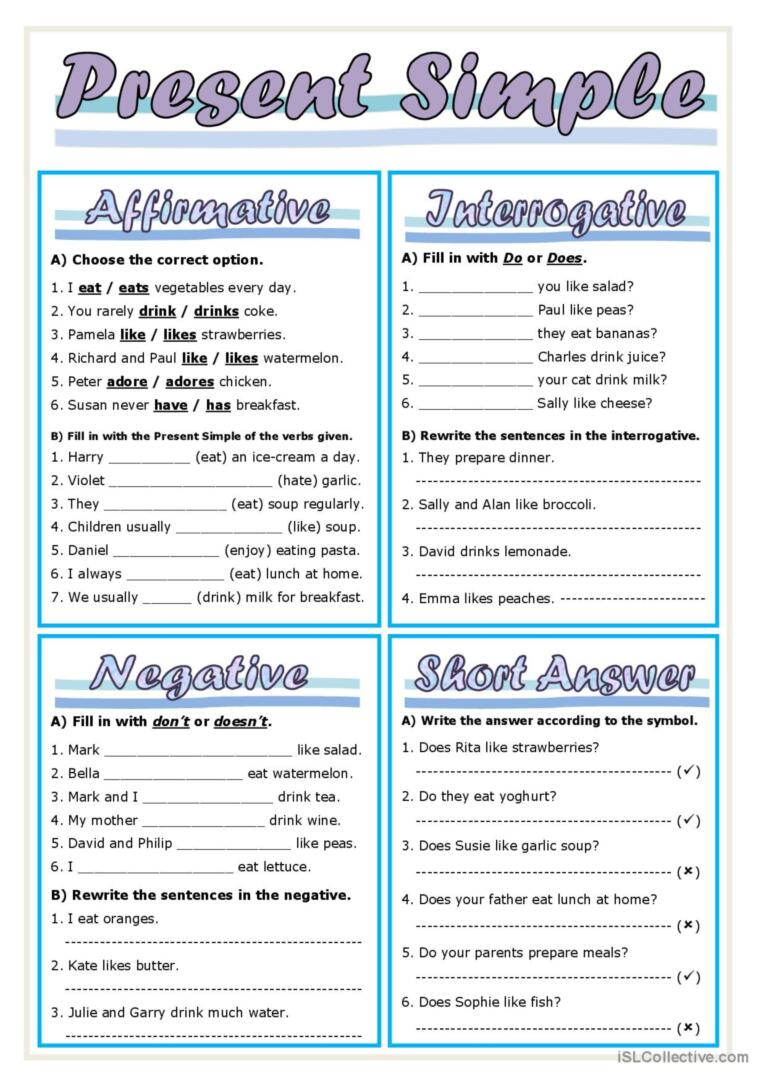 Present Simple
Affirmative
A) Choose the correct option.
1. I eat / eats vegetables every day.
2. You rarely drink / drinks coke.
3. Pamela like / likes strawberries.
4. Richard and Paul like / likes watermelon.
5. Peter adore / adores chicken.
6. Susan never have / has breakfast.
B) Fill in with the Present Simple of the verbs given.
1. Harry __________ (eat) an ice-cream a day.
2. Violet ____________________ (hate) garlic.
3. They _______________ (eat) soup regularly.
4. Children usually _____________ (like) soup.
5. Daniel _____________ (enjoy) eating pasta.
6. I always ____________ (eat) lunch at home.
7. We usually ______ (drink) milk for breakfast.
Interrogative
A) Fill in with Do or Does.
1. ______________ you like salad?
2. ______________ Paul like peas?
3. ______________ they eat bananas?
4. ______________ Charles drink juice?
5. ______________ your cat drink milk?
6. ______________ Sally like cheese?
B) Rewrite the sentences in the interrogative.
1. They prepare dinner.
---------------------------------------
2. Sally and Alan like broccoli.
---------------------------------------
3. David drinks lemonade.
---------------------------------------
4. Emma likes peaches. --------------------
Negative
A) Fill in with don't or doesn't.
1. Mark _______________________ like salad.
2. Bella _________________ eat watermelon.
3. Mark and I ________________ drink tea.
4. My mother _______________ drink wine.
5. David and Philip ______________ like peas.
6. I ___________________ eat lettuce.
B) Rewrite the sentences in the negative.
1. I eat oranges.
-----------------------------------------
2. Kate likes butter.
-----------------------------------------
3. Julie and Garry drink much water.
-----------------------------------------
Short Answer
A) Write the answer according to the symbol.
1. Does Rita like strawberries?
----------------------------------- (✓)
2. Do they eat yoghurt?
----------------------------------- (✓)
3. Does Susie like garlic soup?
----------------------------------- (✗)
4. Does your father eat lunch at home?
----------------------------------- (✗)
5. Do your parents prepare meals?
----------------------------------- (✓)
6. Does Sophie like fish?
----------------------------------- (✗)
iSLCollective.com